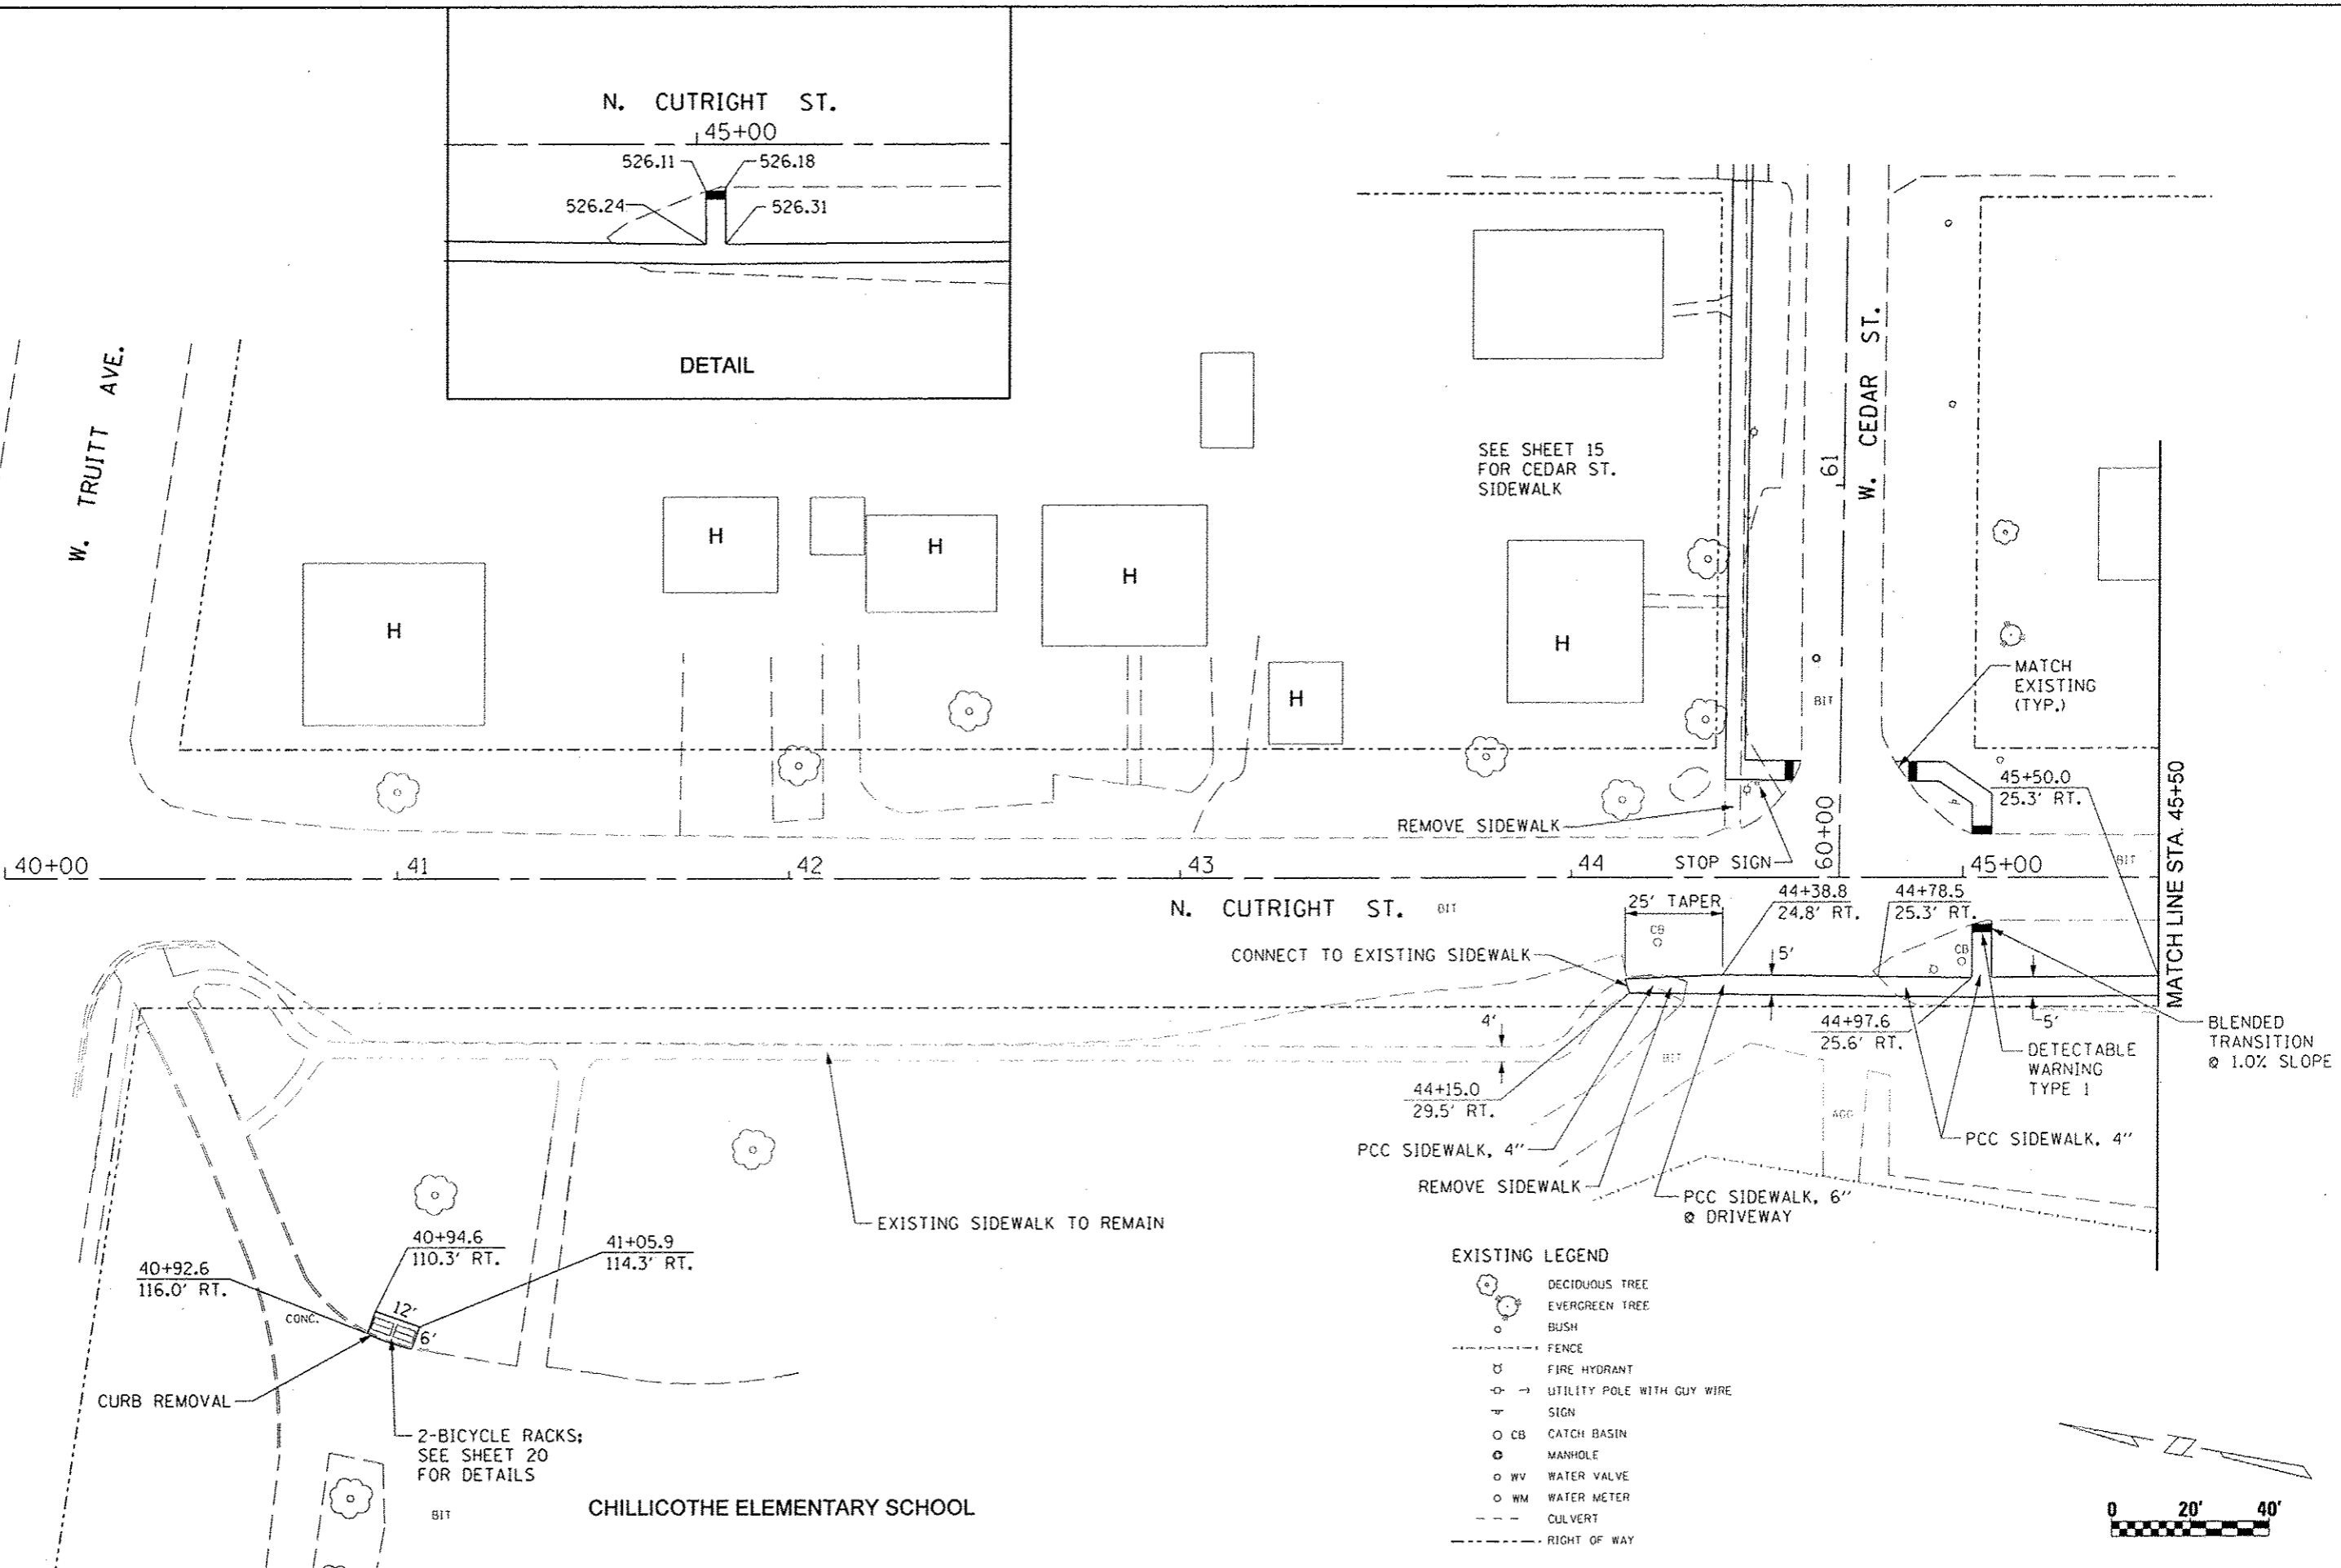 N. CUTRIGHT ST.
45+00
526.11
526.18
526.24
526.31
DETAIL
W. TRUITT AVE.
H
H
H
H
H
H
SEE SHEET 15
FOR CEDAR ST.
SIDEWALK
61
W. CEDAR ST.
BIT
MATCH
EXISTING
(TYP.)
45+50.0
25.3' RT.
MATCH LINE STA. 45+50
REMOVE SIDEWALK
STOP SIGN
60+00
40+00
41
42
43
44
45+00
BIT
N. CUTRIGHT ST.
BIT
25' TAPER
44+38.8
24.8' RT.
44+78.5
25.3' RT.
CB
CB
CONNECT TO EXISTING SIDEWALK
5'
4'
44+97.6
25.6' RT.
5'
BLENDED
TRANSITION
@ 1.0% SLOPE
DETECTABLE
WARNING
TYPE 1
BIT
44+15.0
29.5' RT.
AGG
PCC SIDEWALK, 4"
PCC SIDEWALK, 4"
REMOVE SIDEWALK
PCC SIDEWALK, 6"
@ DRIVEWAY
EXISTING SIDEWALK TO REMAIN
40+94.6
110.3' RT.
41+05.9
114.3' RT.
40+92.6
116.0' RT.
CONC.
12'
6'
CURB REMOVAL
2-BICYCLE RACKS;
SEE SHEET 20
FOR DETAILS
BIT
CHILLICOTHE ELEMENTARY SCHOOL
EXISTING LEGEND
DECIDUOUS TREE
EVERGREEN TREE
BUSH
FENCE
FIRE HYDRANT
UTILITY POLE WITH GUY WIRE
SIGN
CB CATCH BASIN
MANHOLE
WV WATER VALVE
WM WATER METER
CULVERT
RIGHT OF WAY
Z
0 20' 40'